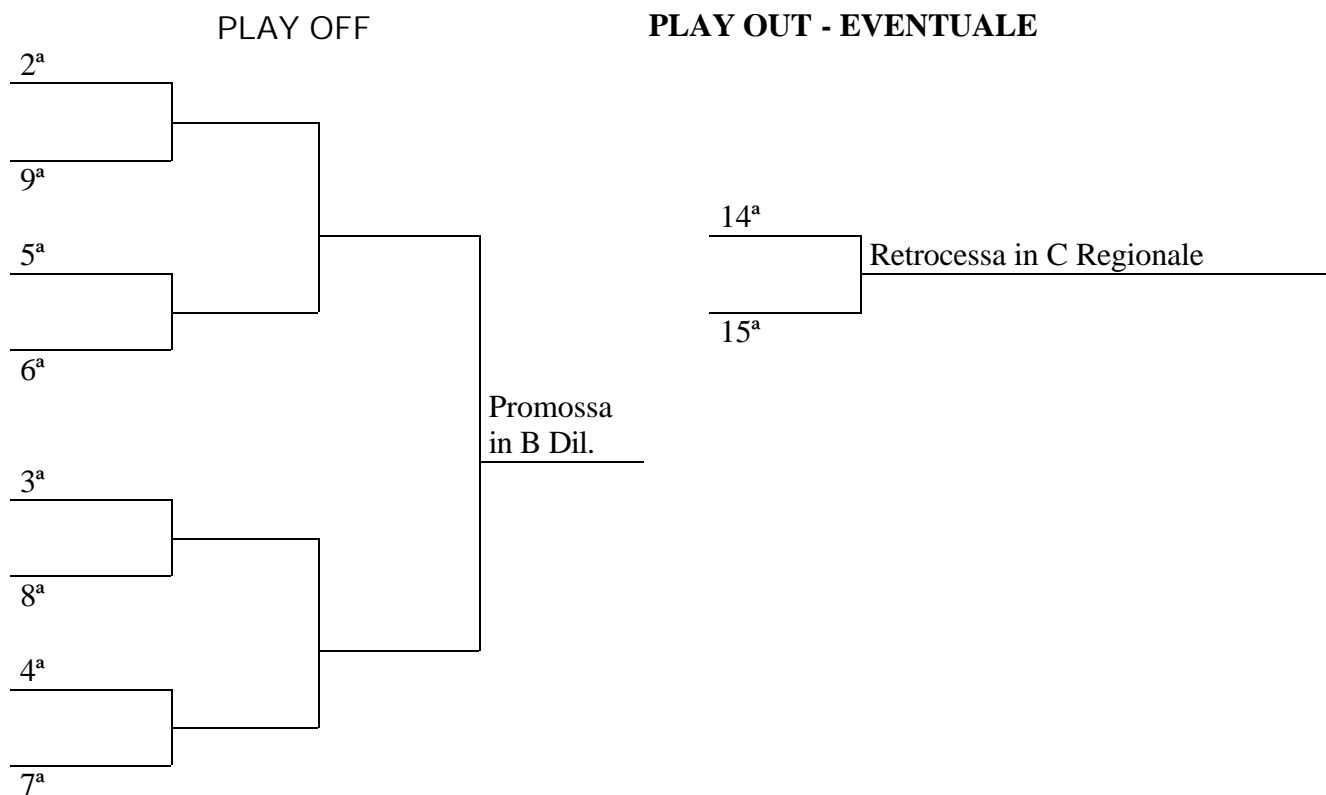 PLAY OFF
PLAY OUT - EVENTUALE
2ª
9ª
5ª
6ª
Promossa
in B Dil.
3ª
8ª
4ª
7ª
14ª
Retrocessa in C Regionale
15ª